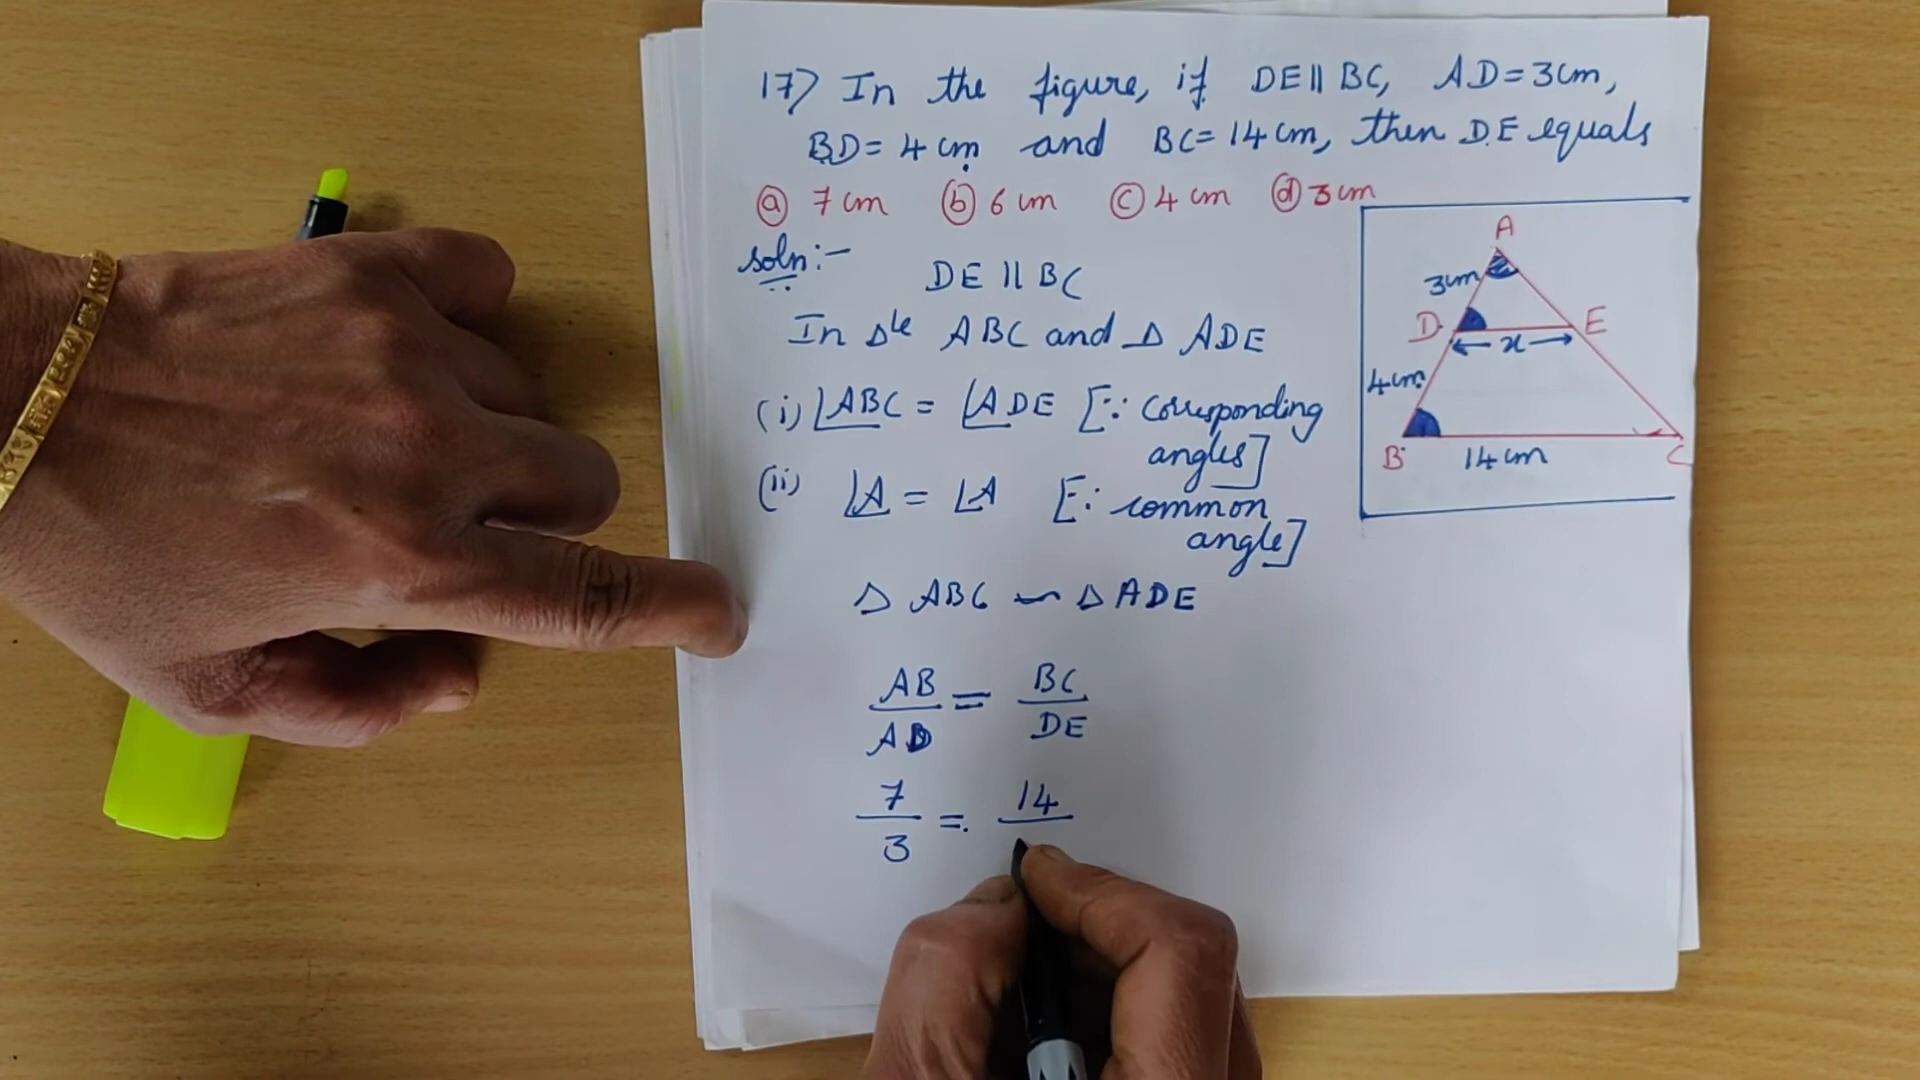 17) In the figure, if DE || BC, AD = 3cm,
BD = 4 cm and BC = 14 cm, then DE equals
ⓐ 7 cm ⓑ 6 cm ⓒ 4 cm ⓓ 3 cm
soln:-
DE || BC
In Δle ABC and Δ ADE
(i) ∠ABC = ∠ADE [∵ corresponding
angles]
(ii) ∠A = ∠A [∵ common
angle]
Δ ABC ∽ Δ ADE
AB/AD = BC/DE
7/3 = 14/
A
3cm
D E
x
4cm
B C
14 cm